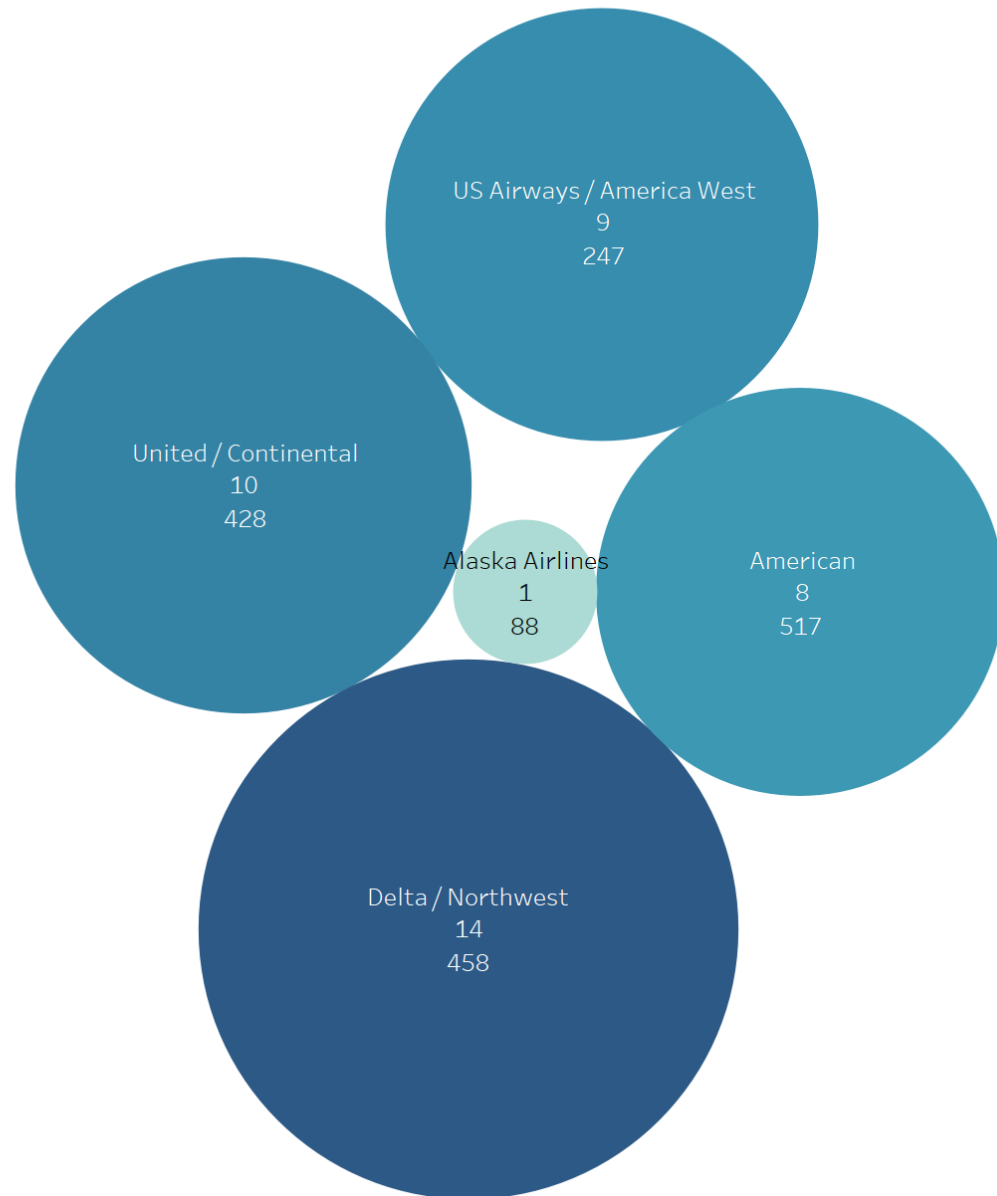 US Airways / America West
9
247
United / Continental
10
428
Alaska Airlines
1
88
American
8
517
Delta / Northwest
14
458